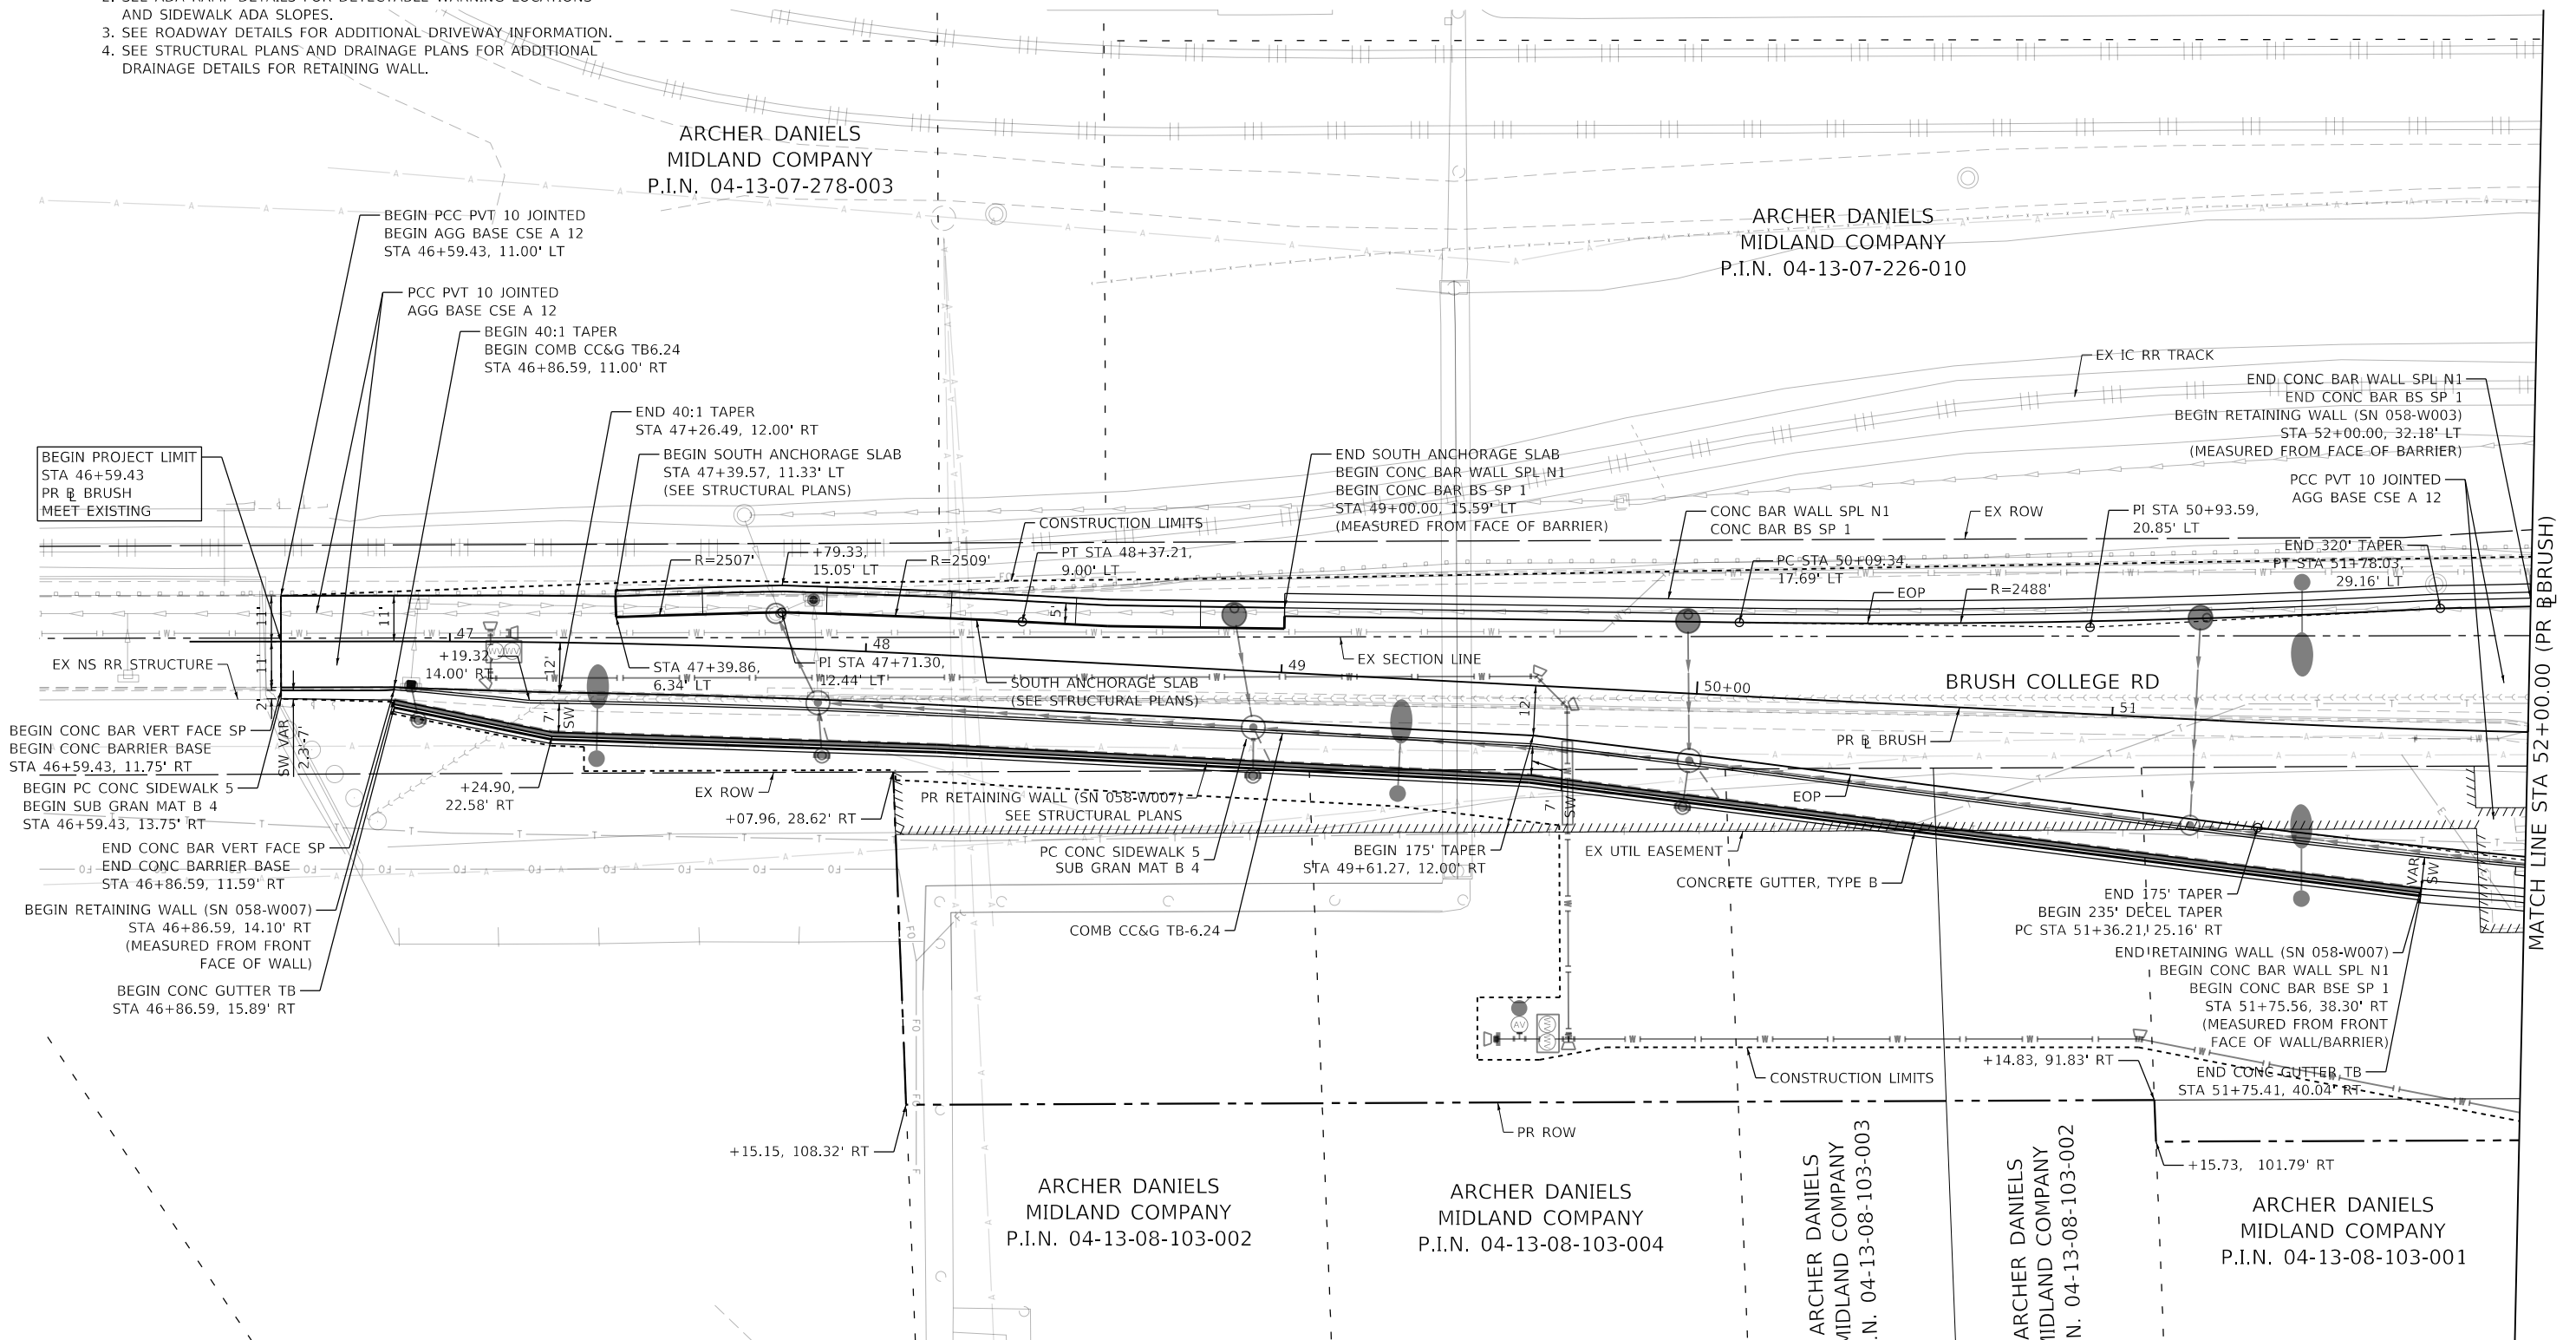 2. SEE ADA RAMP DETAILS FOR DETECTABLE WARNING LOCATIONS
AND SIDEWALK ADA SLOPES.
3. SEE ROADWAY DETAILS FOR ADDITIONAL DRIVEWAY INFORMATION.
4. SEE STRUCTURAL PLANS AND DRAINAGE PLANS FOR ADDITIONAL
DRAINAGE DETAILS FOR RETAINING WALL.
ARCHER DANIELS
MIDLAND COMPANY
P.I.N. 04-13-07-278-003
ARCHER DANIELS
MIDLAND COMPANY
P.I.N. 04-13-07-226-010
BEGIN PCC PVT 10 JOINTED
BEGIN AGG BASE CSE A 12
STA 46+59.43, 11.00' LT
PCC PVT 10 JOINTED
AGG BASE CSE A 12
BEGIN 40:1 TAPER
BEGIN COMB CC&G TB6.24
STA 46+86.59, 11.00' RT
END 40:1 TAPER
STA 47+26.49, 12.00' RT
BEGIN SOUTH ANCHORAGE SLAB
STA 47+39.57, 11.33' LT
(SEE STRUCTURAL PLANS)
BEGIN PROJECT LIMIT
STA 46+59.43
PR ℄ BRUSH
MEET EXISTING
END SOUTH ANCHORAGE SLAB
BEGIN CONC BAR WALL SPL N1
BEGIN CONC BAR BS SP 1
STA 49+00.00, 15.59' LT
(MEASURED FROM FACE OF BARRIER)
EX IC RR TRACK
END CONC BAR WALL SPL N1
END CONC BAR BS SP 1
BEGIN RETAINING WALL (SN 058-W003)
STA 52+00.00, 32.18' LT
(MEASURED FROM FACE OF BARRIER)
PCC PVT 10 JOINTED
AGG BASE CSE A 12
CONSTRUCTION LIMITS
CONC BAR WALL SPL N1
CONC BAR BS SP 1
EX ROW
PI STA 50+93.59,
20.85' LT
END 320' TAPER
PT STA 51+78.03,
29.16' LT
R=2507'
+79.33,
15.05' LT
R=2509'
PT STA 48+37.21,
9.00' LT
PC STA 50+09.34
17.69' LT
EOP
R=2488'
11'
11'
11'
5'
47
48
49
50+00
51
EX NS RR STRUCTURE
+19.32,
14.00' RT
12'
STA 47+39.86,
6.34' LT
PI STA 47+71.30,
12.44' LT
SOUTH ANCHORAGE SLAB
(SEE STRUCTURAL PLANS)
EX SECTION LINE
BRUSH COLLEGE RD
PR ℄ BRUSH
2'
SW VAR
2.3'-7'
7'
SW
12'
BEGIN CONC BAR VERT FACE SP
BEGIN CONC BARRIER BASE
STA 46+59.43, 11.75' RT
BEGIN PC CONC SIDEWALK 5
BEGIN SUB GRAN MAT B 4
STA 46+59.43, 13.75' RT
END CONC BAR VERT FACE SP
END CONC BARRIER BASE
STA 46+86.59, 11.59' RT
BEGIN RETAINING WALL (SN 058-W007)
STA 46+86.59, 14.10' RT
(MEASURED FROM FRONT
FACE OF WALL)
BEGIN CONC GUTTER TB
STA 46+86.59, 15.89' RT
+24.90,
22.58' RT
EX ROW
+07.96, 28.62' RT
PR RETAINING WALL (SN 058-W007)
SEE STRUCTURAL PLANS
PC CONC SIDEWALK 5
SUB GRAN MAT B 4
COMB CC&G TB-6.24
BEGIN 175' TAPER
STA 49+61.27, 12.00' RT
7'
SW
EX UTIL EASEMENT
EOP
CONCRETE GUTTER, TYPE B
VAR
SW
END 175' TAPER
BEGIN 235' DECEL TAPER
PC STA 51+36.21, 25.16' RT
END RETAINING WALL (SN 058-W007)
BEGIN CONC BAR WALL SPL N1
BEGIN CONC BAR BSE SP 1
STA 51+75.56, 38.30' RT
(MEASURED FROM FRONT
FACE OF WALL/BARRIER)
END CONC GUTTER TB
STA 51+75.41, 40.04' RT
MATCH LINE STA 52+00.00 (PR ℄ BRUSH)
+14.83, 91.83' RT
CONSTRUCTION LIMITS
PR ROW
+15.15, 108.32' RT
+15.73, 101.79' RT
ARCHER DANIELS
MIDLAND COMPANY
P.I.N. 04-13-08-103-002
ARCHER DANIELS
MIDLAND COMPANY
P.I.N. 04-13-08-103-004
ARCHER DANIELS
MIDLAND COMPANY
.N. 04-13-08-103-003
ARCHER DANIELS
MIDLAND COMPANY
N. 04-13-08-103-002
ARCHER DANIELS
MIDLAND COMPANY
P.I.N. 04-13-08-103-001